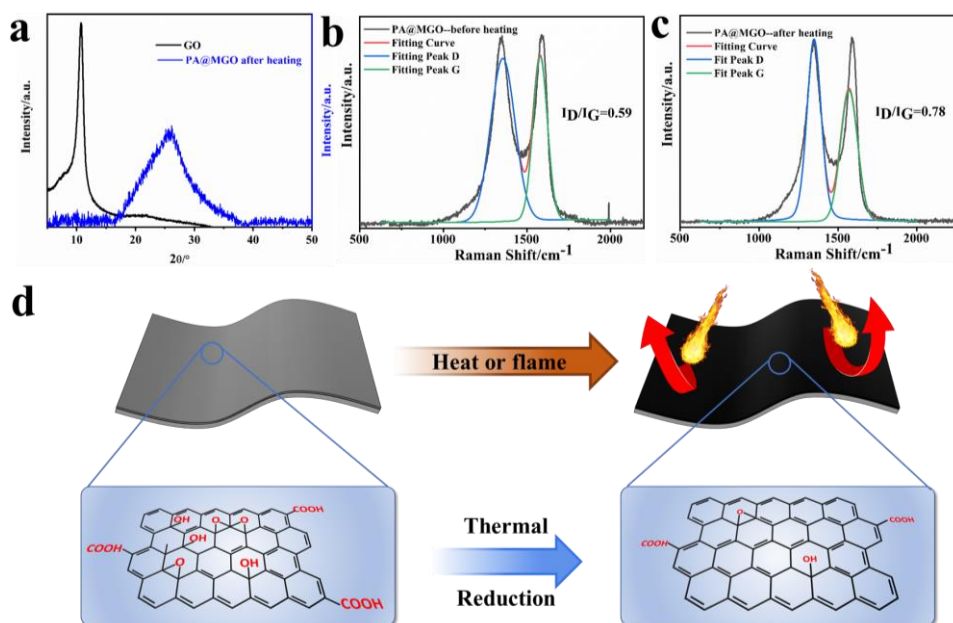 a
GO
PA@MGO after heating
Intensity/a.u.
Intensity/a.u.
10 20 30 40 50
2θ/°
b
PA@MGO--before heating
Fitting Curve
Fitting Peak D
Fitting Peak G
ID/IG=0.59
Intensity/a.u.
500 1000 1500 2000
Raman Shift/cm-1
c
PA@MGO--after heating
Fitting Curve
Fit Peak D
Fit Peak G
ID/IG=0.78
Intensity/a.u.
500 1000 1500 2000
Raman Shift/cm-1
d
Heat or flame
OH
O O
COOH
COOH
OH
O
OH
COOH
Thermal
Reduction
O
COOH
COOH
OH